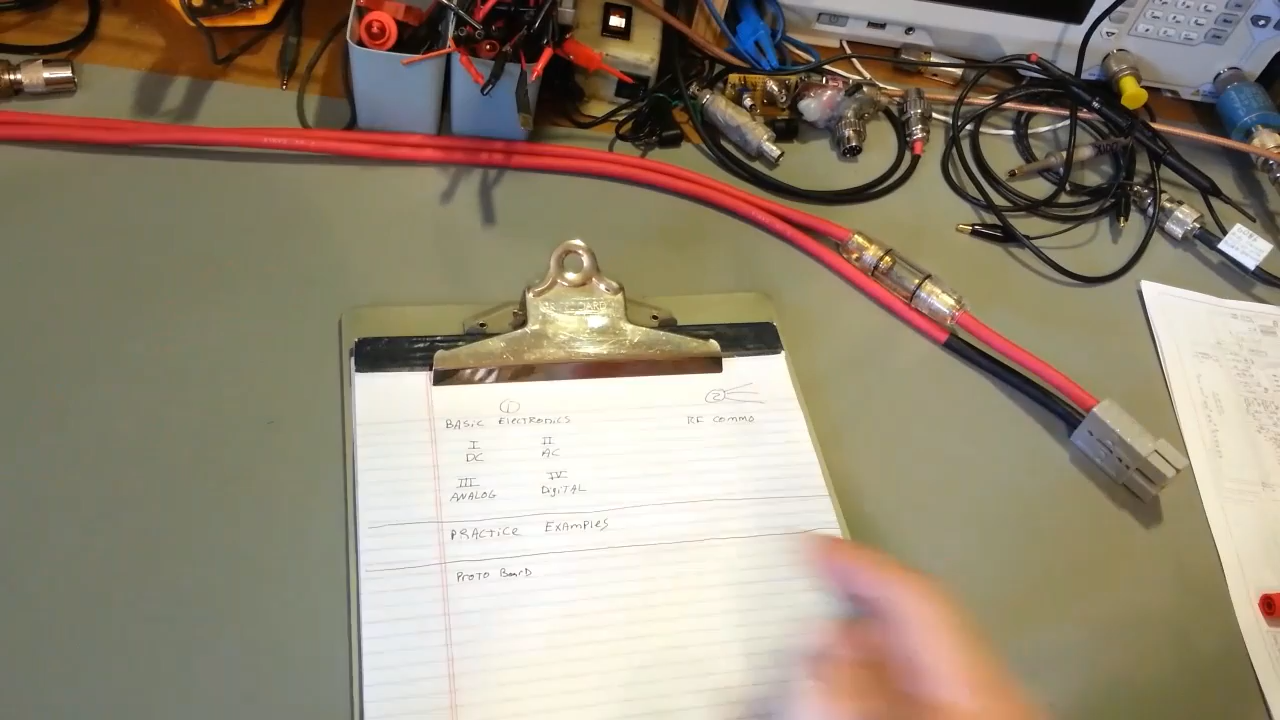 ① ②
BASIC ElectRONICS RF COMMO
I II
DC AC
III IV
ANALOG DigiTAL
PRACTICE EXAMPlES
PROTO BoarD